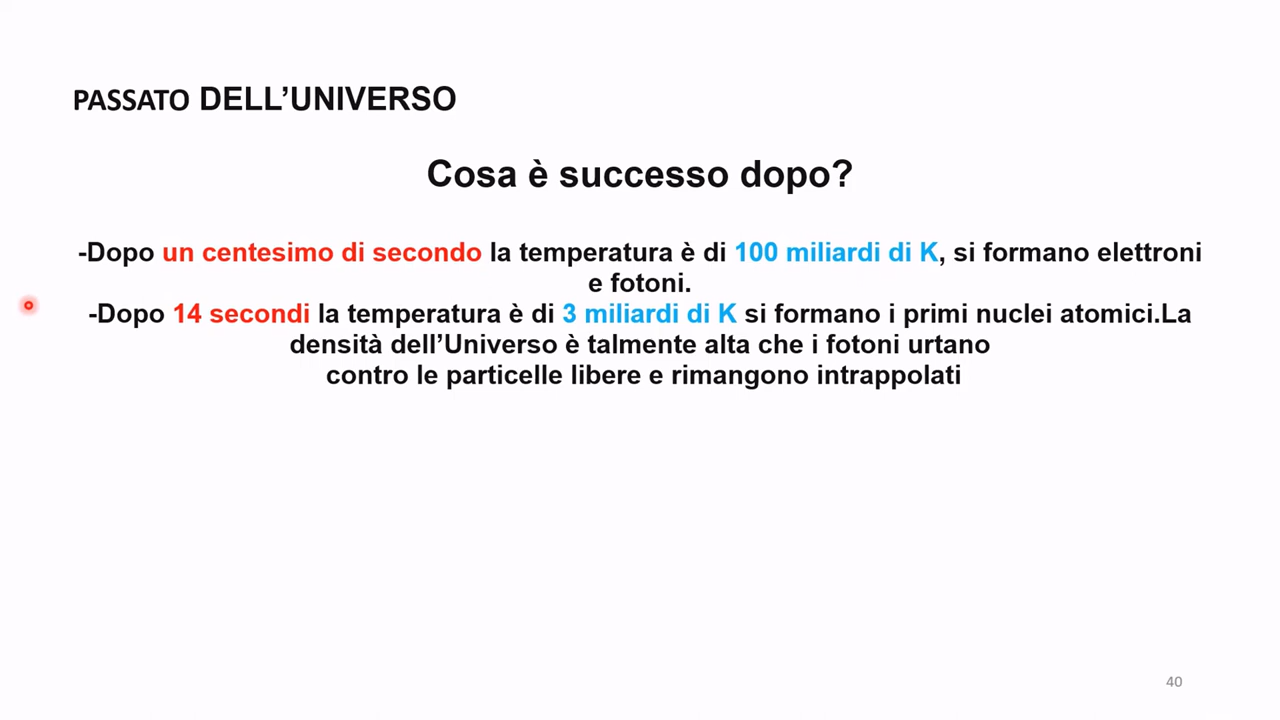 PASSATO DELL’UNIVERSO
Cosa è successo dopo?
-Dopo un centesimo di secondo la temperatura è di 100 miliardi di K, si formano elettroni
e fotoni.
-Dopo 14 secondi la temperatura è di 3 miliardi di K si formano i primi nuclei atomici.La
densità dell’Universo è talmente alta che i fotoni urtano
contro le particelle libere e rimangono intrappolati
40